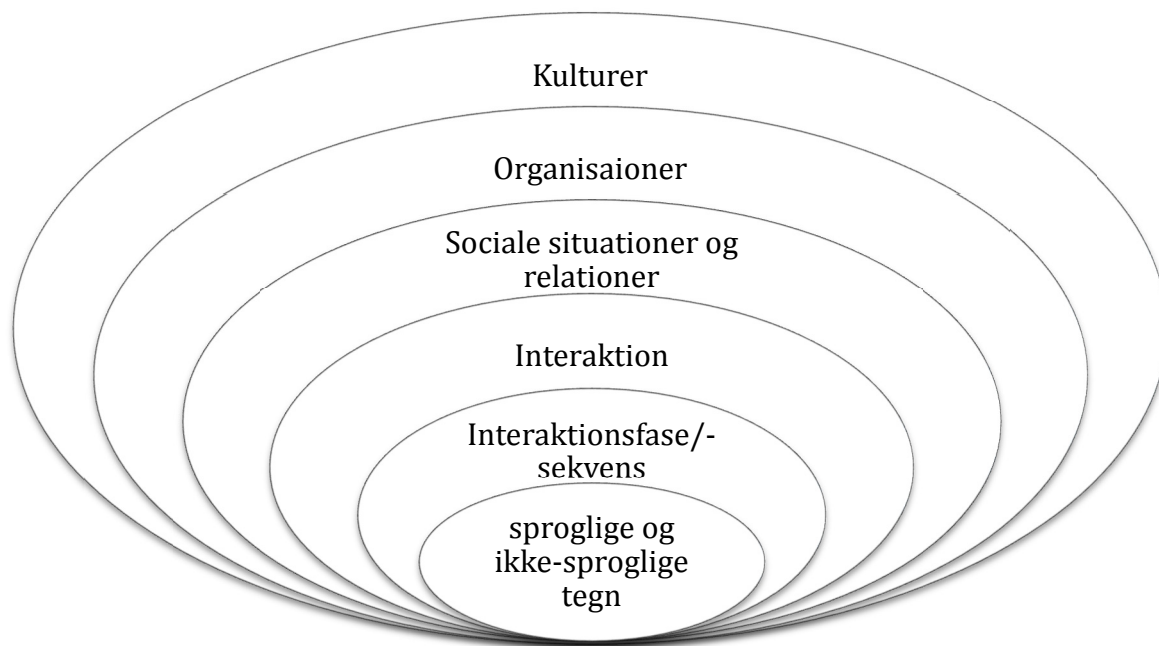 Kulturer
Organisaioner
Sociale situationer og
relationer
Interaktion
Interaktionsfase/-
sekvens
sproglige og
ikke-sproglige
tegn